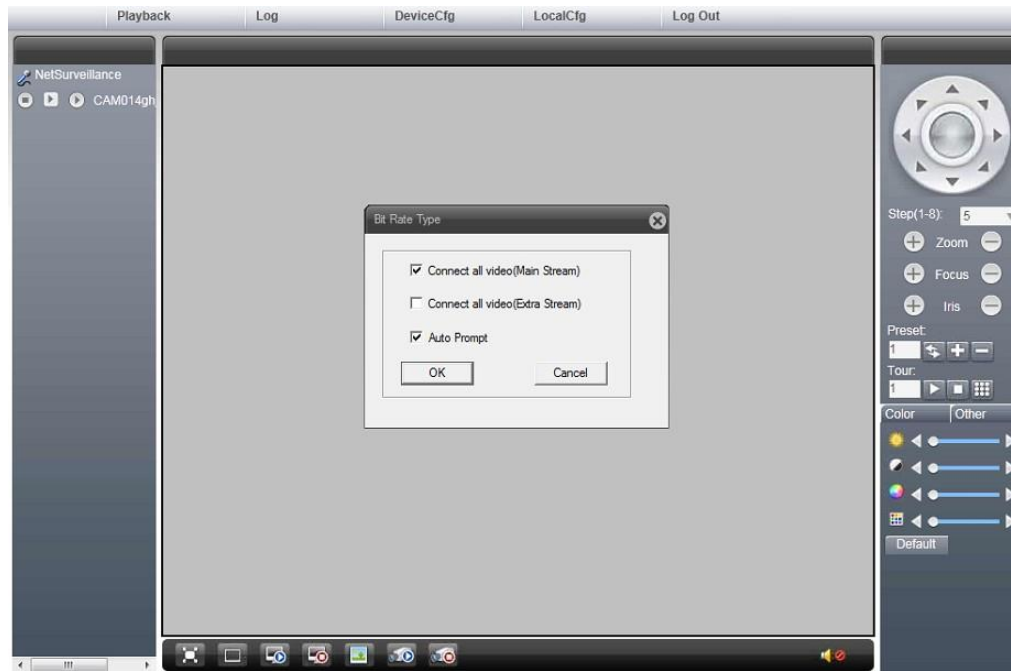 Playback Log DeviceCfg LocalCfg Log Out
NetSurveillance
CAM014gh
Bit Rate Type
Connect all video(Main Stream)
Connect all video(Extra Stream)
Auto Prompt
OK Cancel
Step(1-8): 5
Zoom
Focus
Iris
Preset:
1
Tour:
1
Color Other
Default